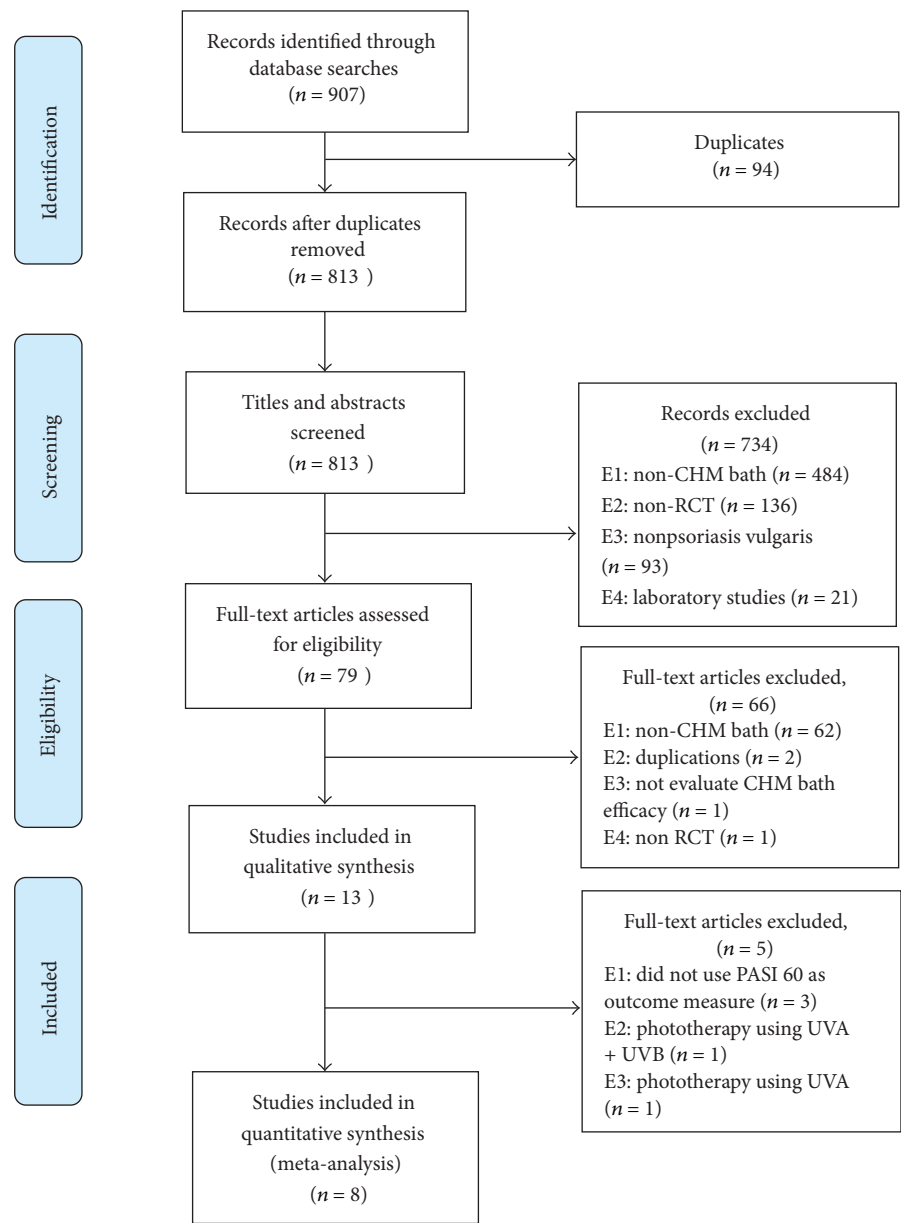 Identification
Records identified through
database searches
(n = 907)
Duplicates
(n = 94)
Records after duplicates
removed
(n = 813 )
Screening
Titles and abstracts
screened
(n = 813 )
Records excluded
(n = 734)
E1: non-CHM bath (n = 484)
E2: non-RCT (n = 136)
E3: nonpsoriasis vulgaris
(n = 93)
E4: laboratory studies (n = 21)
Eligibility
Full-text articles assessed
for eligibility
(n = 79 )
Full-text articles excluded,
(n = 66)
E1: non-CHM bath (n = 62)
E2: duplications (n = 2)
E3: not evaluate CHM bath
efficacy (n = 1)
E4: non RCT (n = 1)
Studies included in
qualitative synthesis
(n = 13 )
Included
Full-text articles excluded,
(n = 5)
E1: did not use PASI 60 as
outcome measure (n = 3)
E2: phototherapy using UVA
+ UVB (n = 1)
E3: phototherapy using UVA
(n = 1)
Studies included in
quantitative synthesis
(meta-analysis)
(n = 8)